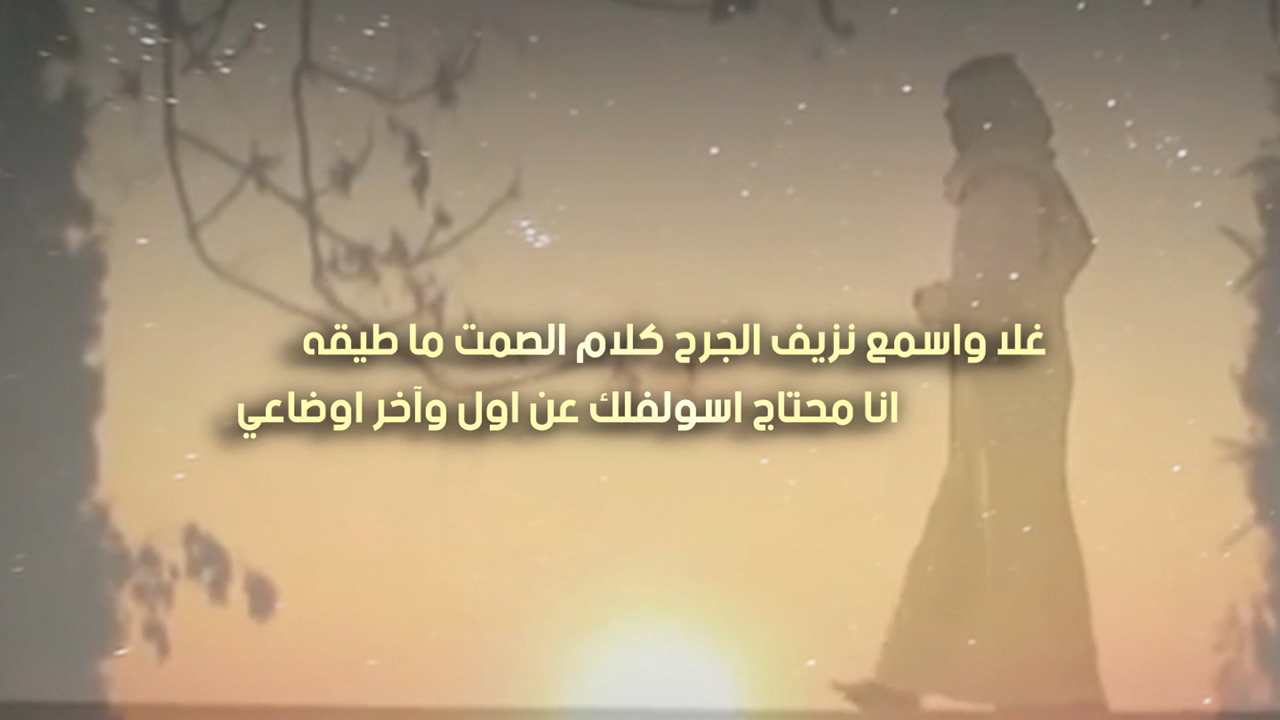 غلا واسمع نزيف الجرح كلام الصمت ما طيقه
انا محتاج اسولفلك عن اول وآخر اوضاعي